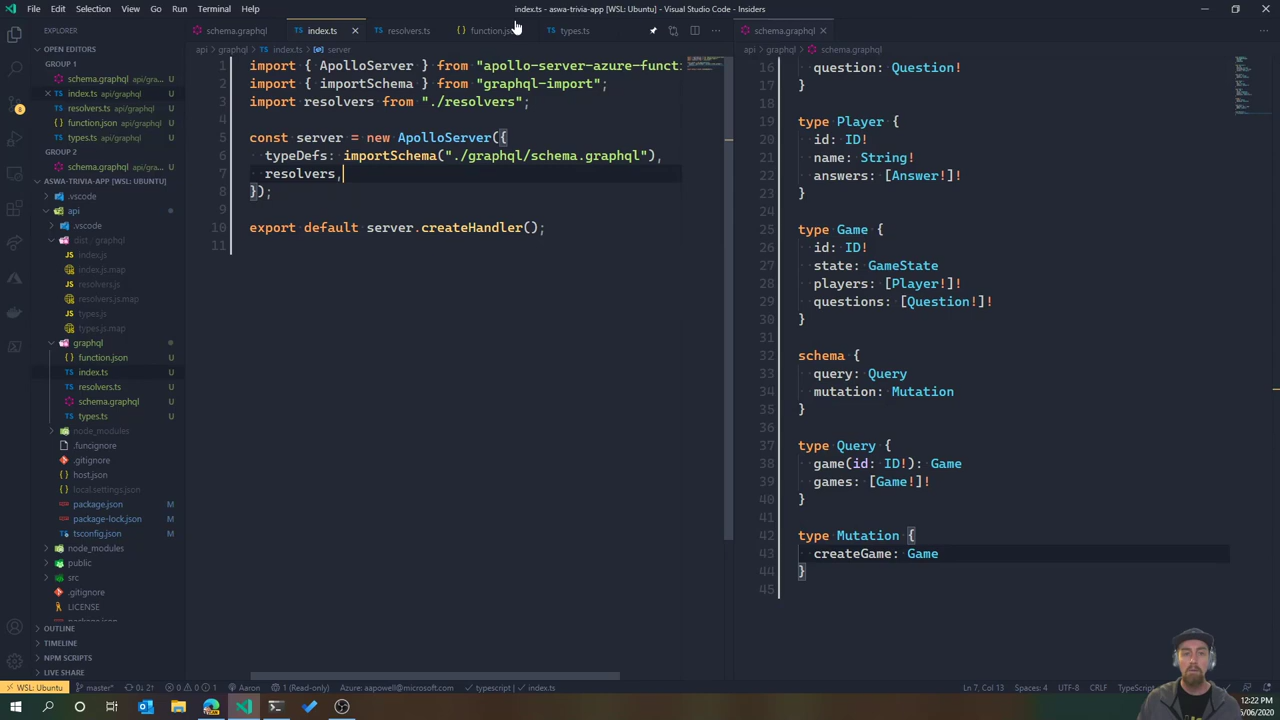 File Edit Selection View Go Run Terminal Help
index.ts - aswa-trivia-app [WSL: Ubuntu] - Visual Studio Code - Insiders
EXPLORER
OPEN EDITORS
GROUP 1
schema.graphql api/gra... U
index.ts api/graphql U
resolvers.ts api/gra... U
function.json api/gra... U
types.ts api/graphql U
GROUP 2
schema.graphql api/gra... U
ASWA-TRIVIA-APP [WSL: UBUNTU]
.vscode
api
.vscode
dist / graphql
index.js
index.js.map
resolvers.js
resolvers.js.map
types.js
types.js.map
graphql
function.json U
index.ts U
resolvers.ts U
schema.graphql U
types.ts U
node_modules
.funcignore
.gitignore
host.json
local.settings.json
package.json M
package-lock.json M
tsconfig.json M
node_modules
public
src
.gitignore
LICENSE
OUTLINE
TIMELINE
NPM SCRIPTS
LIVE SHARE
schema.graphql index.ts resolvers.ts function.js types.ts
api > graphql > index.ts > server
1 import { ApolloServer } from "apollo-server-azure-functi
2 import { importSchema } from "graphql-import";
3 import resolvers from "./resolvers";
4
5 const server = new ApolloServer({
6 typeDefs: importSchema("./graphql/schema.graphql"),
7 resolvers,
8 });
9
10 export default server.createHandler();
11
schema.graphql
api > graphql > schema.graphql
16 question: Question!
17 }
18
19 type Player {
20 id: ID!
21 name: String!
22 answers: [Answer!]!
23 }
24
25 type Game {
26 id: ID!
27 state: GameState
28 players: [Player!]!
29 questions: [Question!]!
30 }
31
32 schema {
33 query: Query
34 mutation: Mutation
35 }
36
37 type Query {
38 game(id: ID!): Game
39 games: [Game!]!
40 }
41
42 type Mutation {
43 createGame: Game
44 }
45
WSL: Ubuntu master* 0↓ 2↑ 0 0 1 Aaron 1 (Read-only) Azure: aapowell@microsoft.com typescript index.ts Ln 7, Col 13 Spaces: 4 UTF-8 CRLF TypeScript
12:22 PM